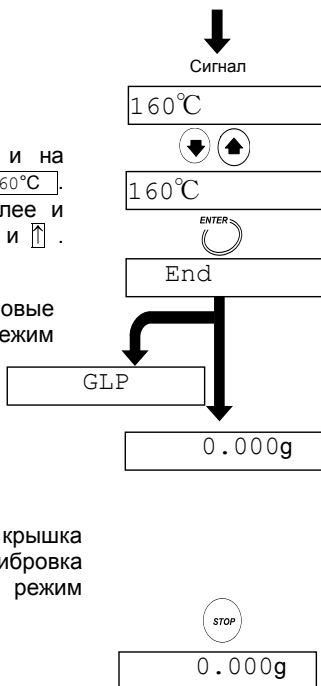 Сигнал
160°C
и на
60°C .
160°C
лее и
и ⇑ .
ENTER
End
овые
ежим
GLP
0.000g
крышка
ибровка
режим
STOP
0.000g